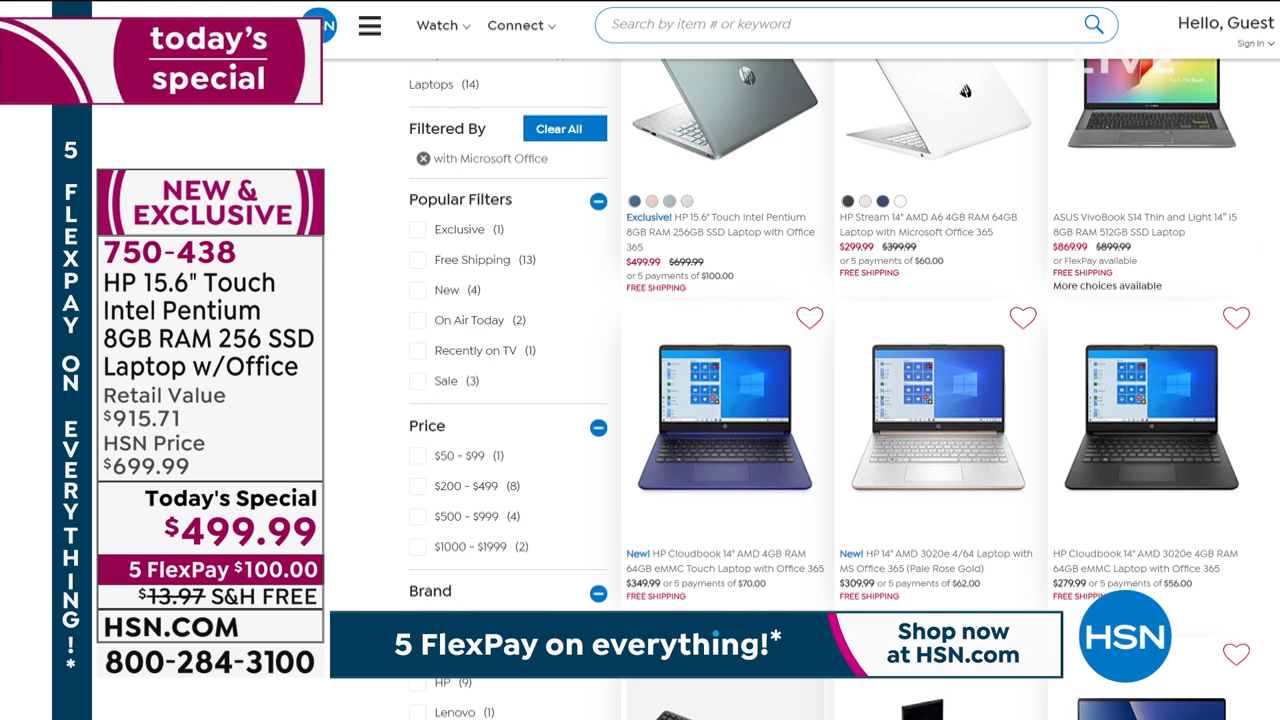 today's
special
5 FLEXPAY ON EVERYTHING!*
NEW &
EXCLUSIVE
750-438
HP 15.6" Touch
Intel Pentium
8GB RAM 256 SSD
Laptop w/Office
Retail Value
$915.71
HSN Price
$699.99
Today's Special
$499.99
5 FlexPay $100.00
$13.97 S&H FREE
HSN.COM
800-284-3100
Watch
Connect
Search by item # or keyword
Hello, Guest
Sign In
LIVE
Laptops (14)
Filtered By
Clear All
with Microsoft Office
Popular Filters
Exclusive (1)
Free Shipping (13)
New (4)
On Air Today (2)
Recently on TV (1)
Sale (3)
Price
$50 - $99 (1)
$200 - $499 (8)
$500 - $999 (4)
$1000 - $1999 (2)
Brand
HP (9)
Lenovo (1)
Exclusive! HP 15.6" Touch Intel Pentium
8GB RAM 256GB SSD Laptop with Office
365
$499.99 $699.99
or 5 payments of $100.00
FREE SHIPPING
HP Stream 14" AMD A6 4GB RAM 64GB
Laptop with Microsoft Office 365
$299.99 $399.99
or 5 payments of $60.00
FREE SHIPPING
ASUS VivoBook S14 Thin and Light 14" i5
8GB RAM 512GB SSD Laptop
$869.99 $899.99
or FlexPay available
FREE SHIPPING
More choices available
New! HP Cloudbook 14" AMD 4GB RAM
64GB eMMC Touch Laptop with Office 365
$349.99 or 5 payments of $70.00
FREE SHIPPING
New! HP 14" AMD 3020e 4/64 Laptop with
MS Office 365 (Pale Rose Gold)
$309.99 or 5 payments of $62.00
FREE SHIPPING
HP Cloudbook 14" AMD 3020e 4GB RAM
64GB eMMC Laptop with Office 365
$279.99 or 5 payments of $56.00
FREE SHIPPING
5 FlexPay on everything!*
Shop now
at HSN.com
HSN